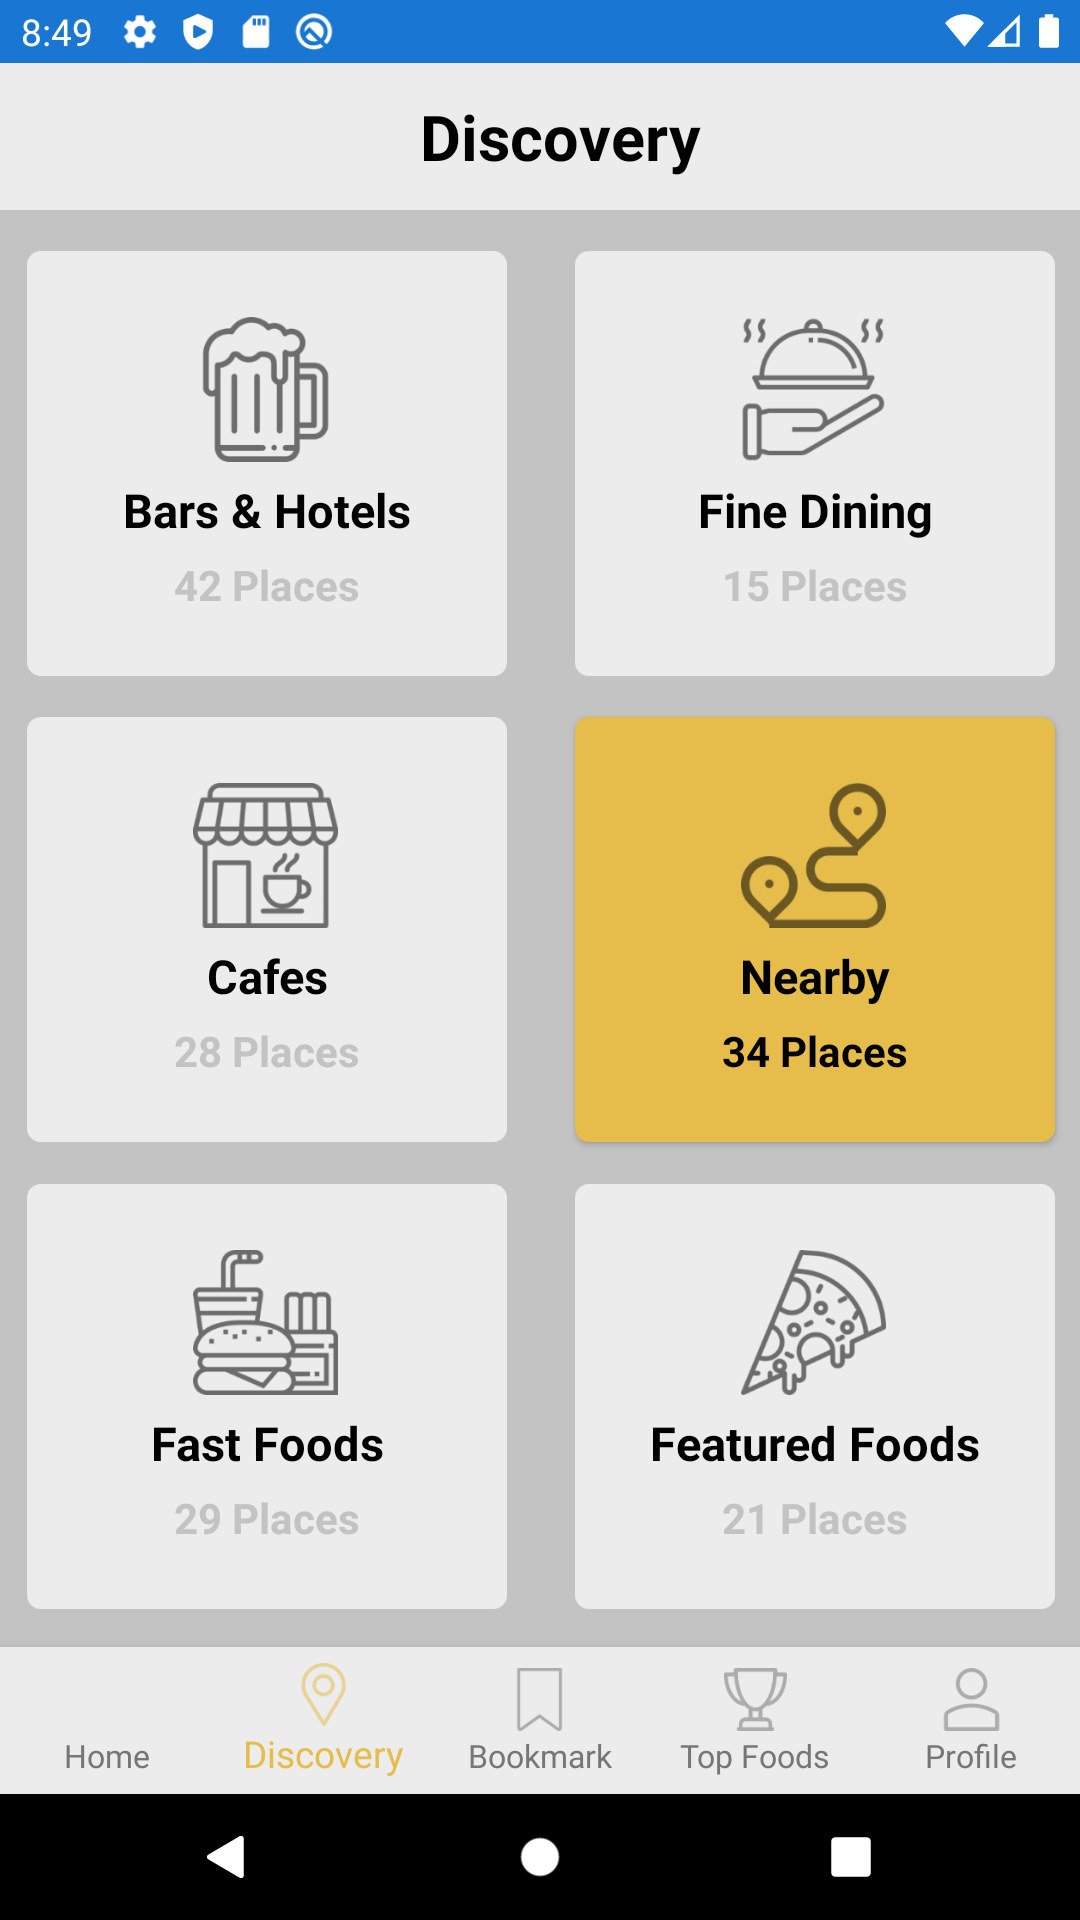 8:49
Discovery
Bars & Hotels
42 Places
Fine Dining
15 Places
Cafes
28 Places
Nearby
34 Places
Fast Foods
29 Places
Featured Foods
21 Places
Home
Discovery
Bookmark
Top Foods
Profile